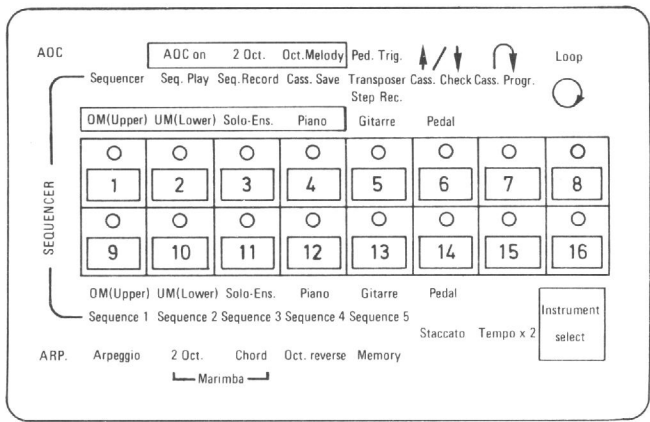 AOC AOC on 2 Oct. Oct.Melody Ped. Trig. Loop
Sequencer Seq. Play Seq.Record Cass. Save Transposer Cass. Check Cass. Progr.
Step Rec.
OM(Upper) UM(Lower) Solo-Ens. Piano Gitarre Pedal
1 2 3 4 5 6 7 8
SEQUENCER
9 10 11 12 13 14 15 16
OM(Upper) UM(Lower) Solo-Ens. Piano Gitarre Pedal
Sequence 1 Sequence 2 Sequence 3 Sequence 4 Sequence 5
Staccato Tempo x 2
Instrument
select
ARP. Arpeggio 2 Oct. Chord Oct. reverse Memory
Marimba